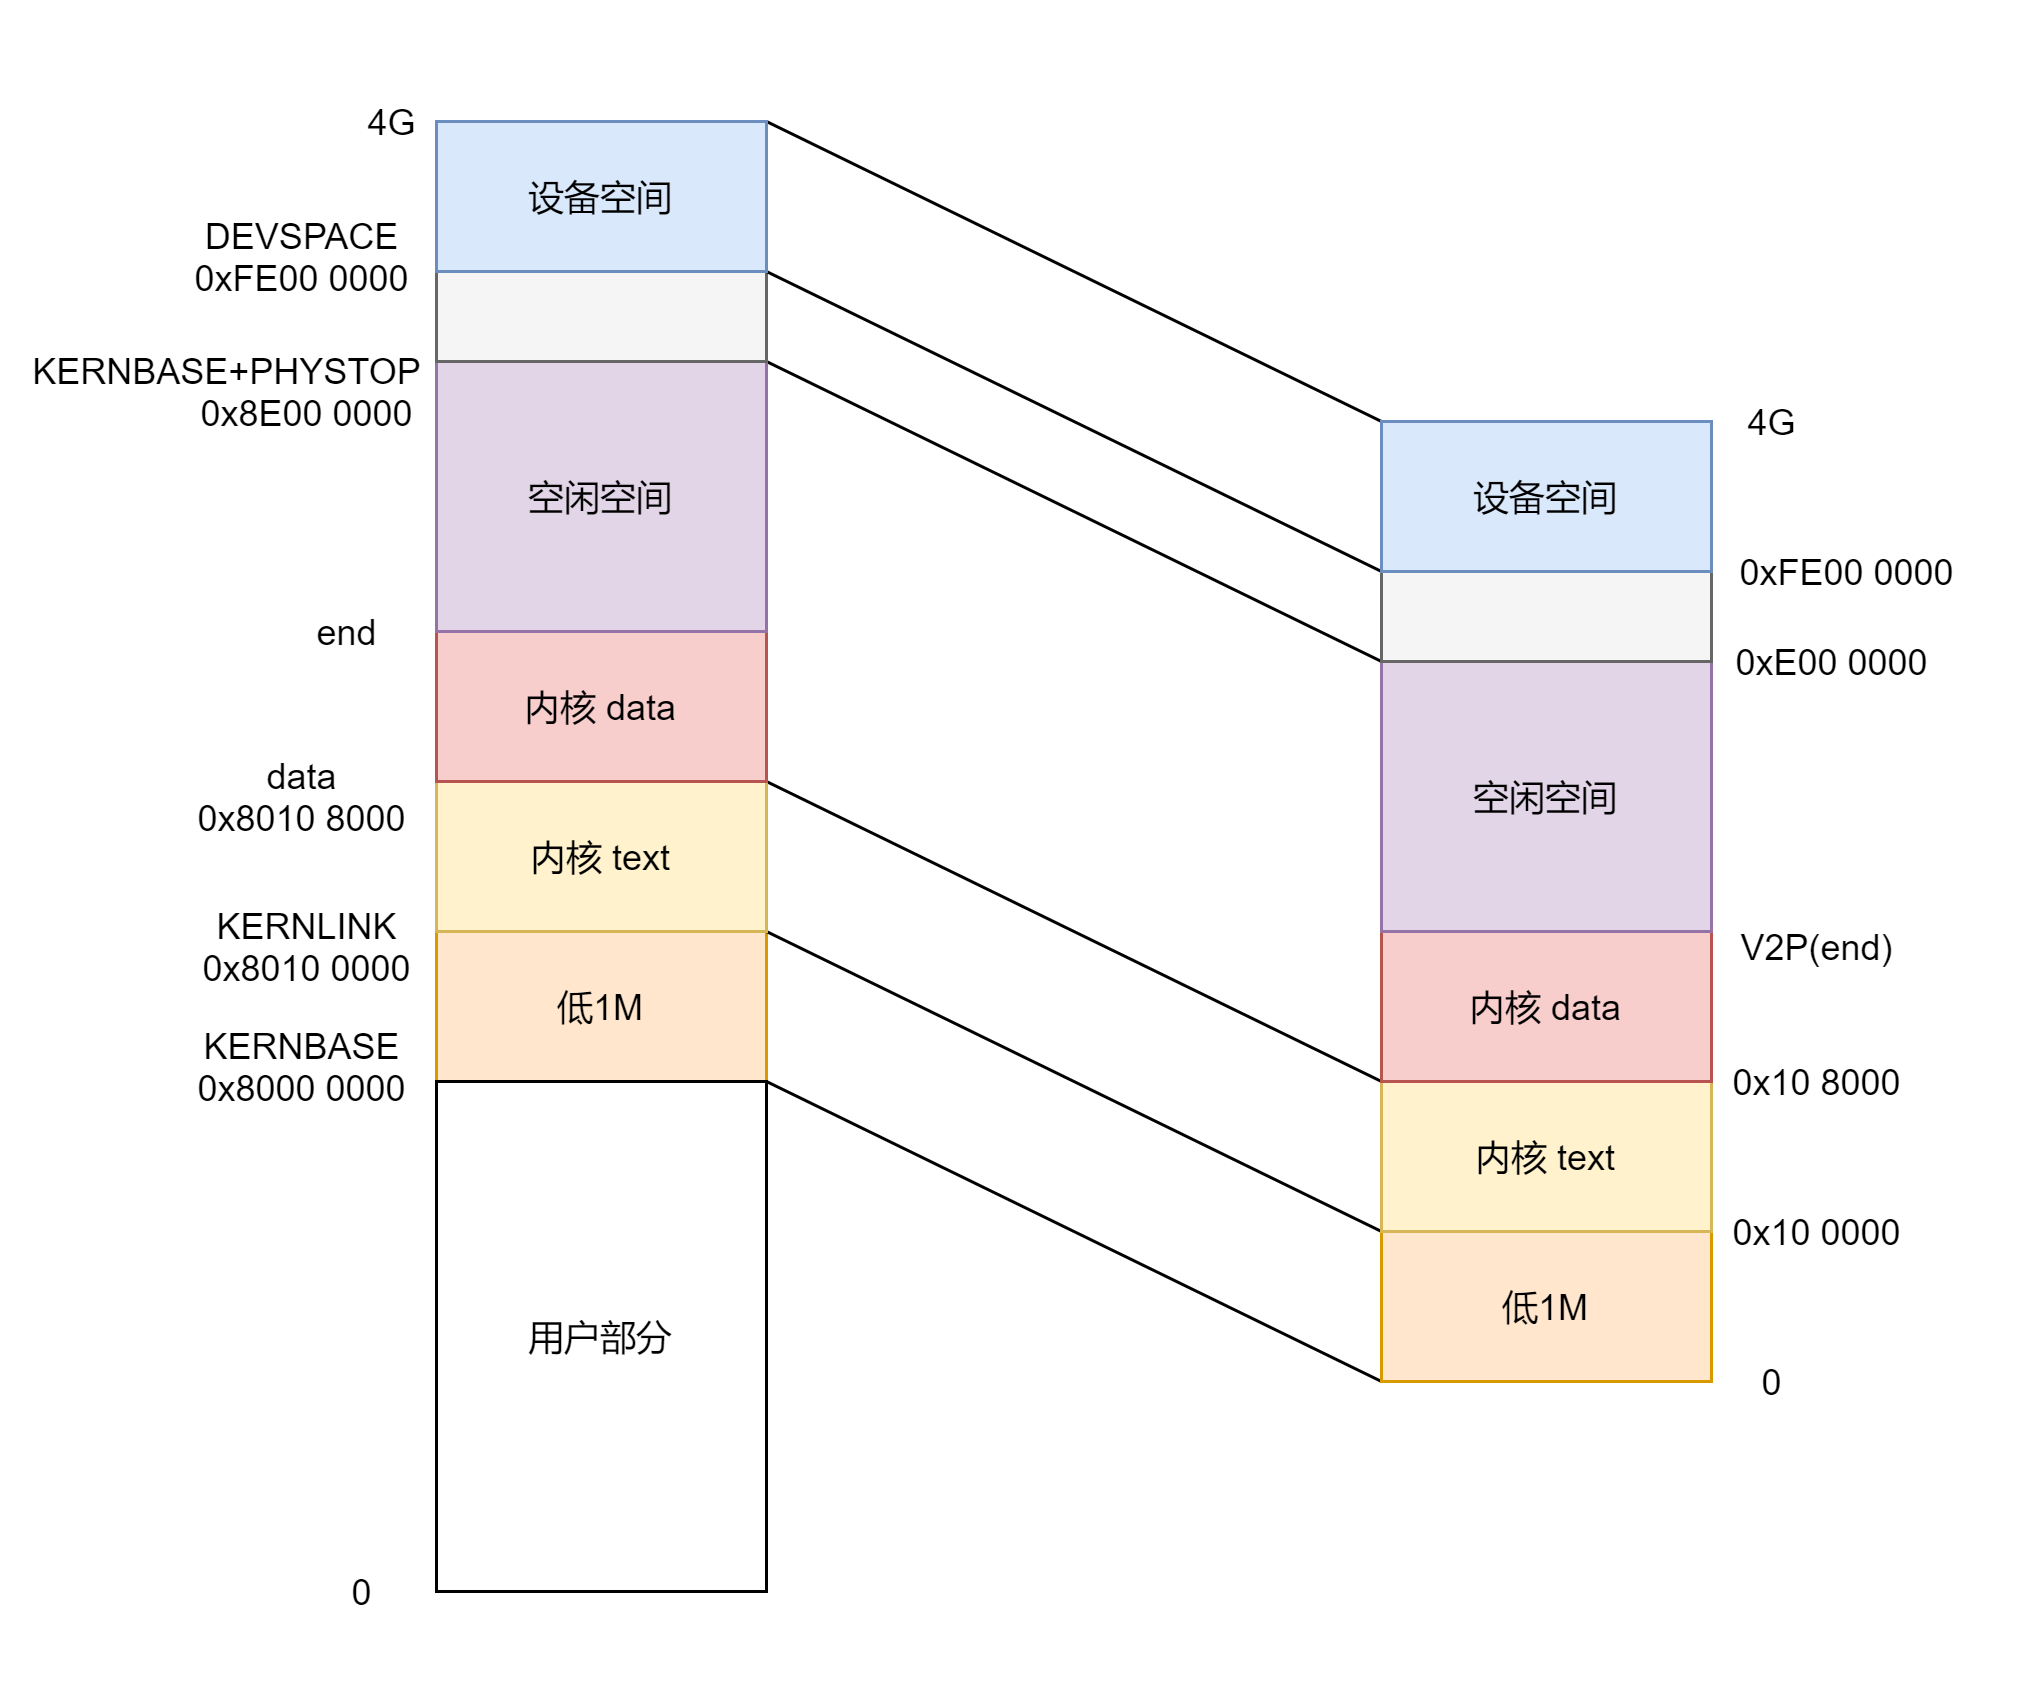 4G
设备空间
DEVSPACE
0xFE00 0000
KERNBASE+PHYSTOP
0x8E00 0000
空闲空间
end
内核 data
data
0x8010 8000
内核 text
KERNLINK
0x8010 0000
低1M
KERNBASE
0x8000 0000
用户部分
0
4G
设备空间
0xFE00 0000
0xE00 0000
空闲空间
V2P(end)
内核 data
0x10 8000
内核 text
0x10 0000
低1M
0